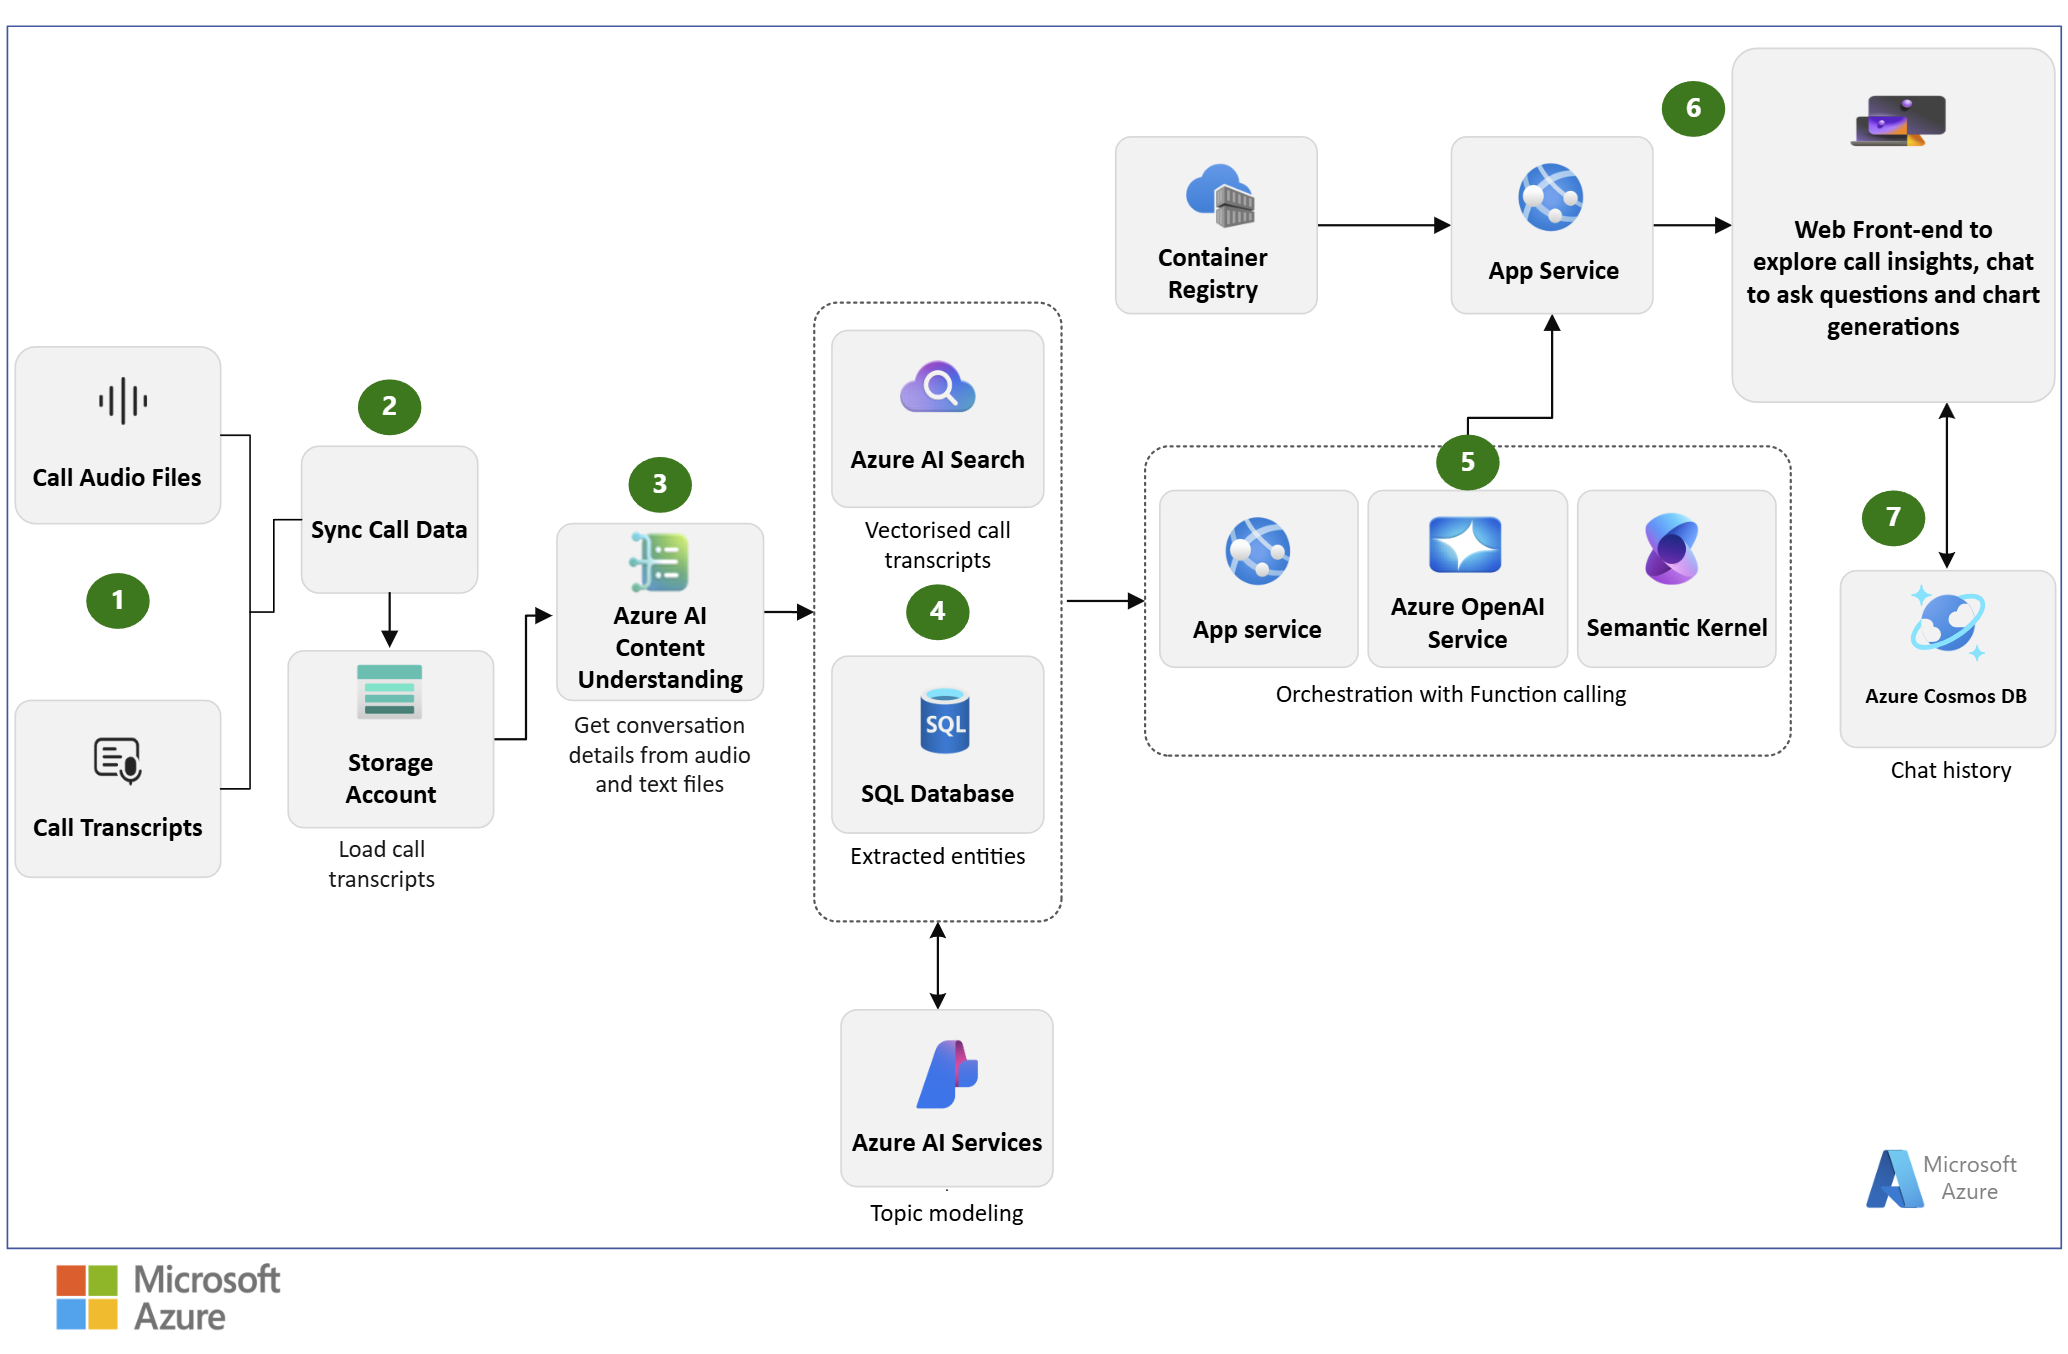 1
Call Audio Files
Call Transcripts
2
Sync Call Data
Storage
Account
Load call
transcripts
3
Azure AI
Content
Understanding
Get conversation
details from audio
and text files
Azure AI Search
Vectorised call
transcripts
4
SQL Database
Extracted entities
SQL
Azure AI Services
Topic modeling
Container
Registry
App Service
5
App service
Azure OpenAI
Service
Semantic Kernel
Orchestration with Function calling
6
Web Front-end to
explore call insights, chat
to ask questions and chart
generations
7
Azure Cosmos DB
Chat history
Microsoft
Azure
Microsoft
Azure